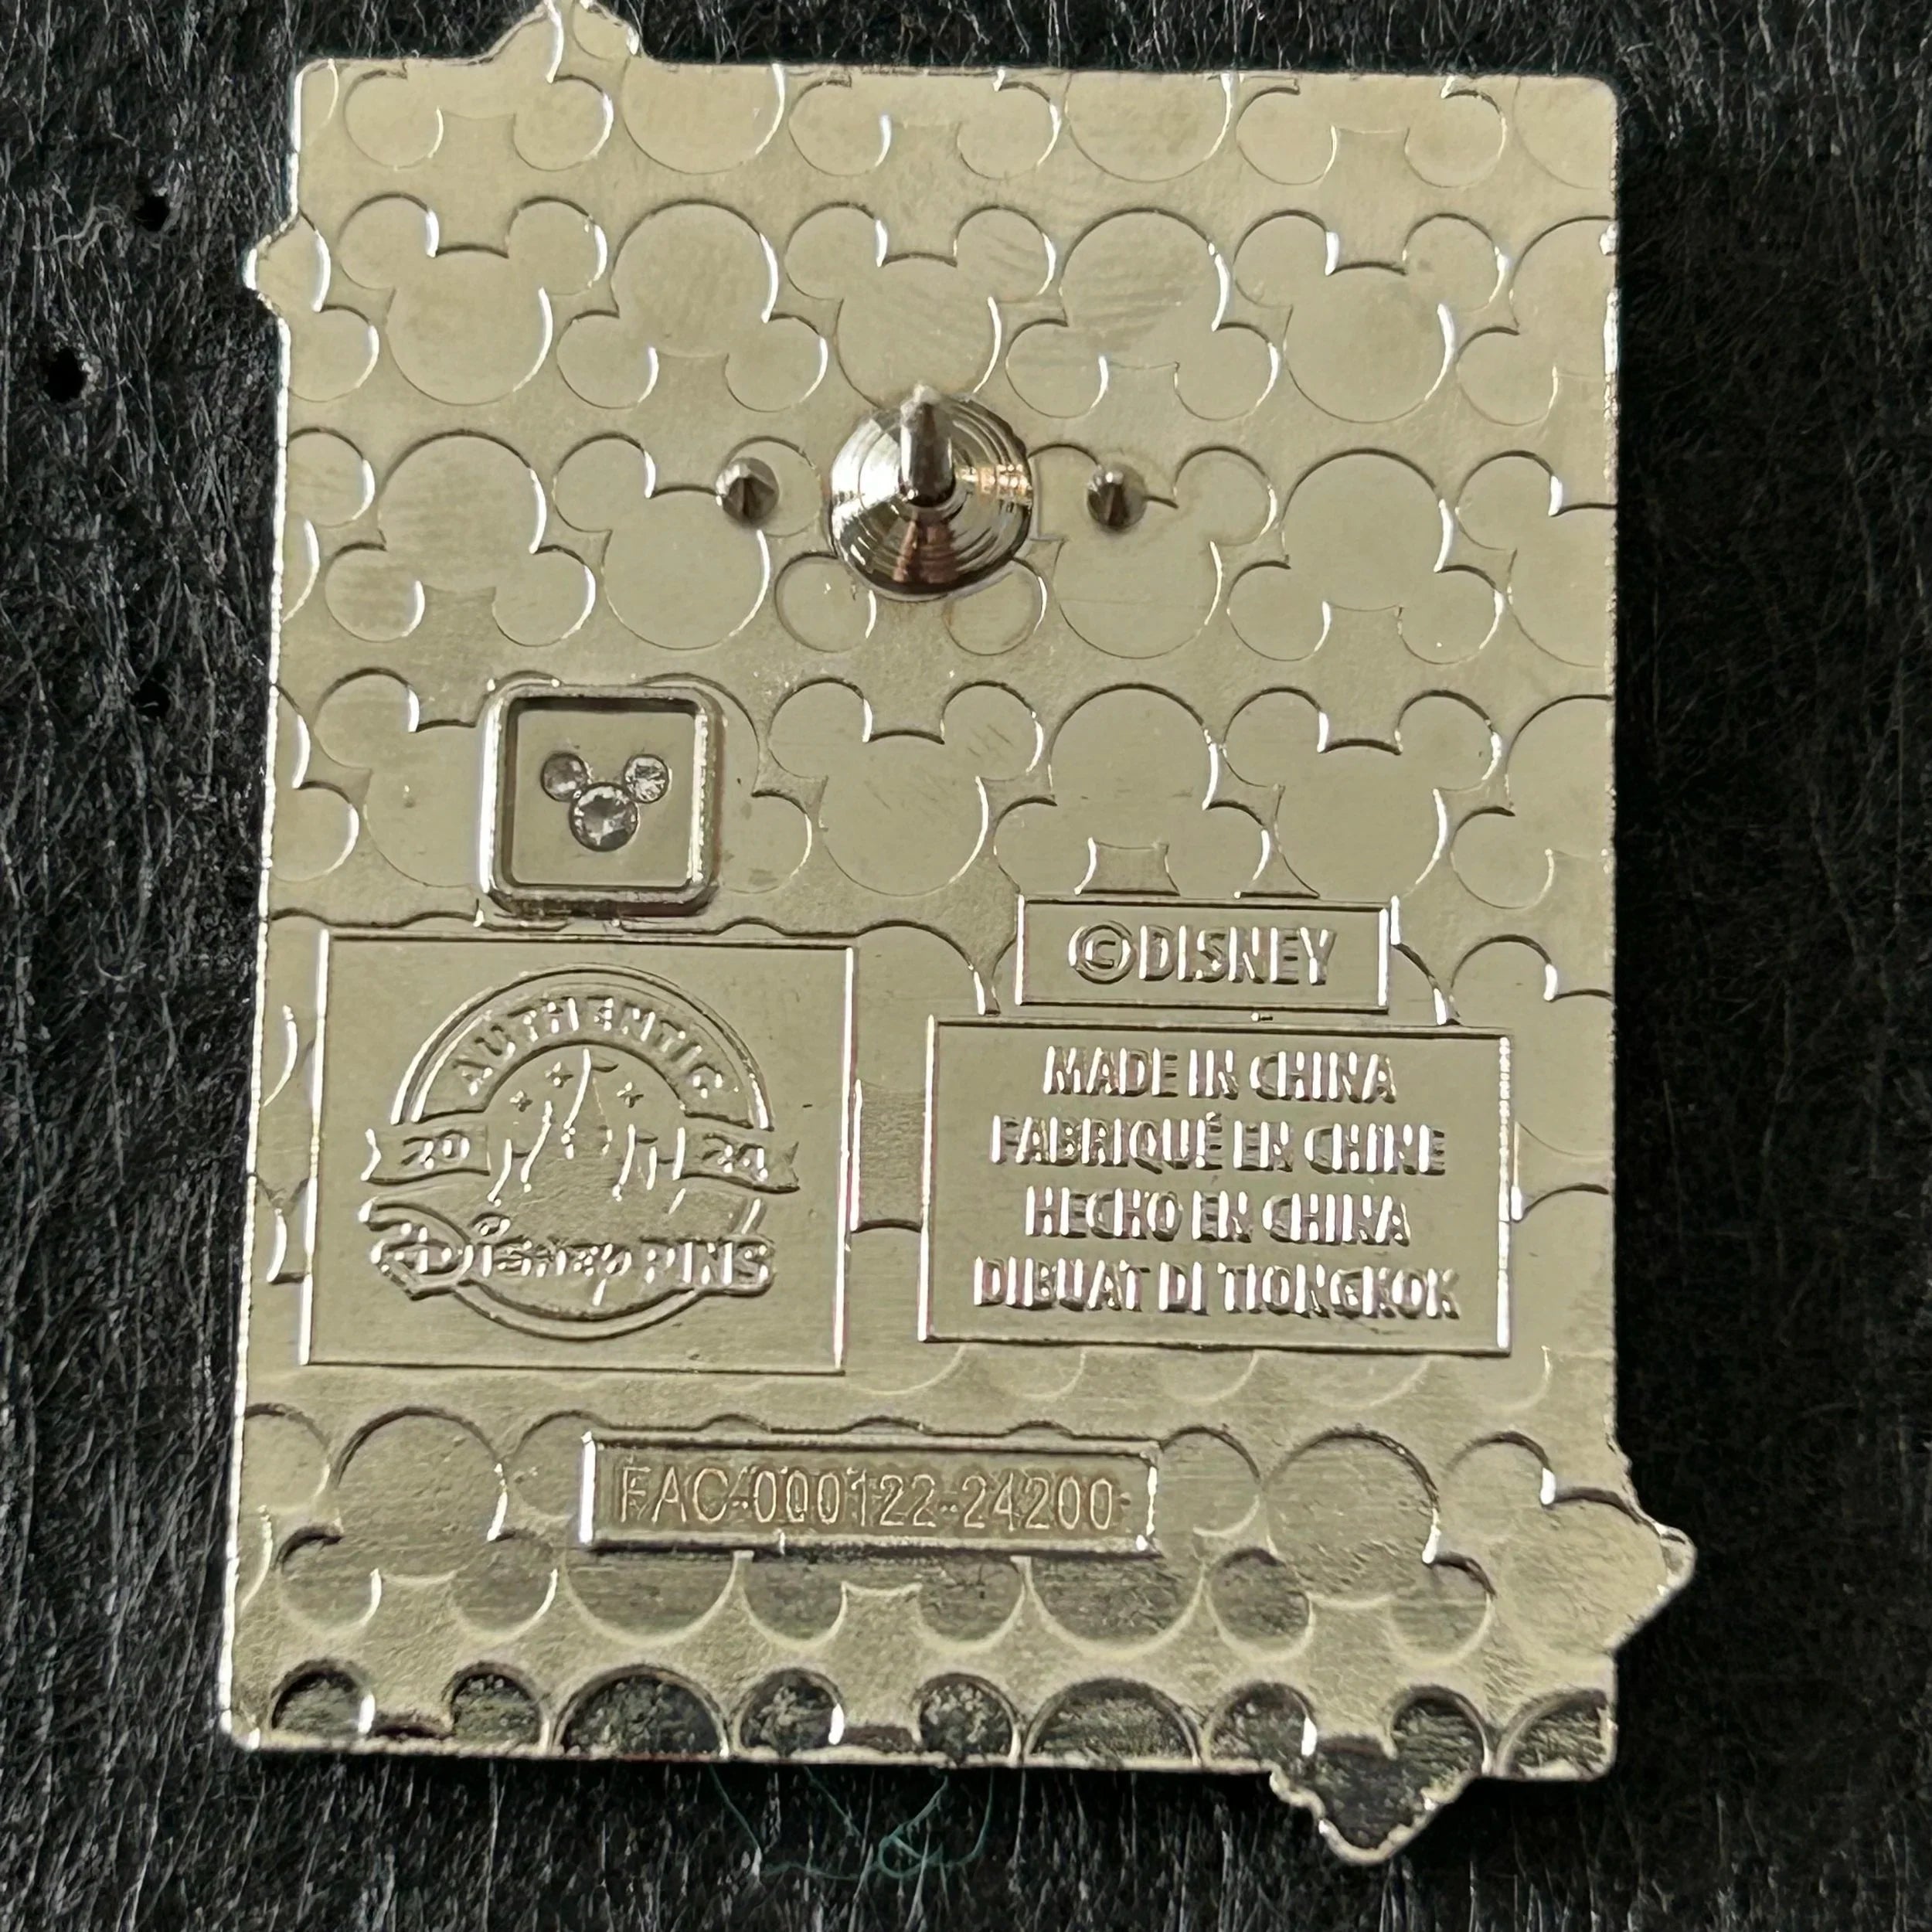 ©DISNEY
AUTHENTIC
20 24
Disney PINS
MADE IN CHINA
FABRIQUÉ EN CHINE
HECHO EN CHINA
DIBUAT DI TIONGKOK
FAC-000122-24200